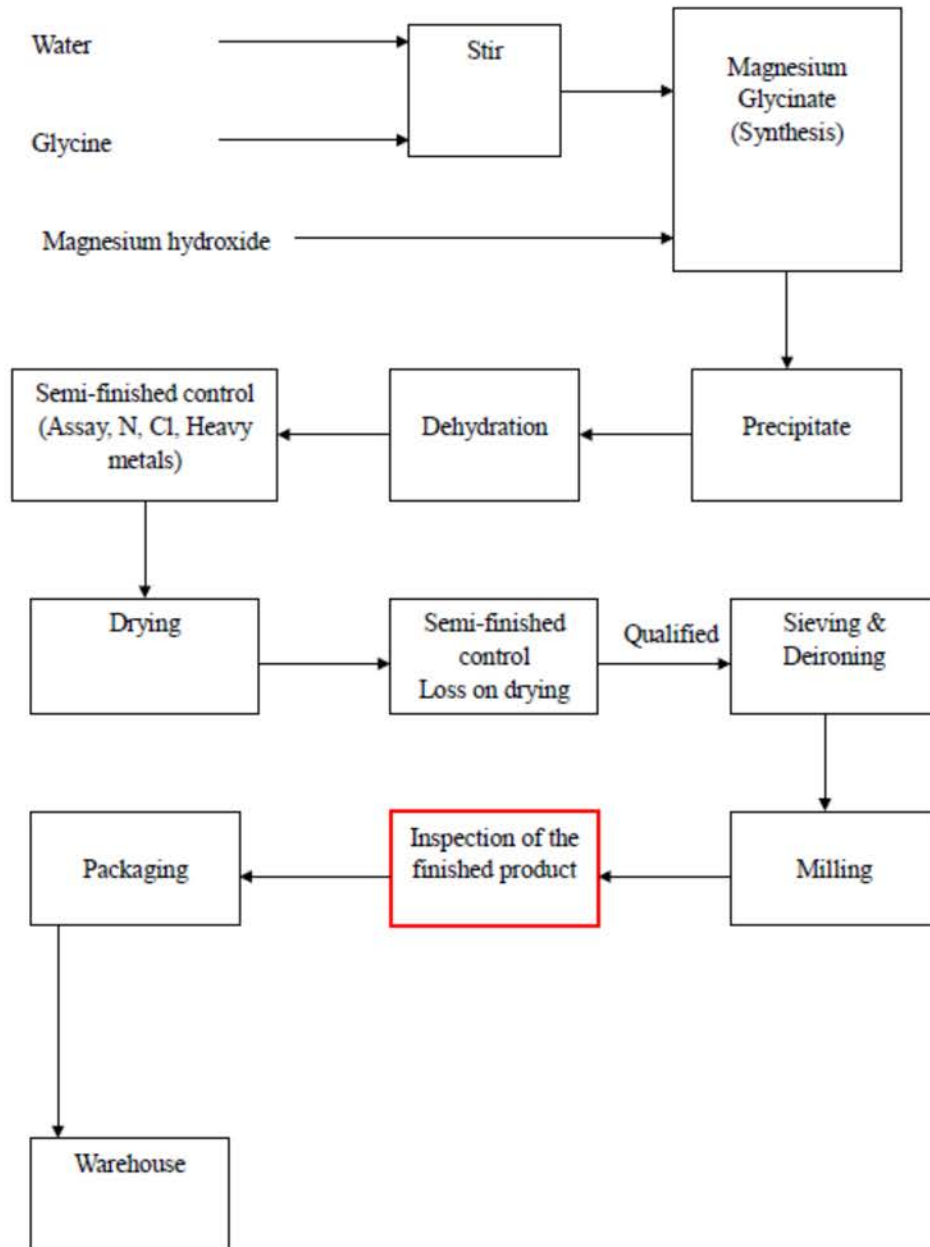 Water
Stir
Glycine
Magnesium
Glycinate
(Synthesis)
Magnesium hydroxide
Semi-finished control
(Assay, N, Cl, Heavy
metals)
Dehydration
Precipitate
Drying
Semi-finished
control
Loss on drying
Qualified
Sieving &
Deironing
Packaging
Inspection of the
finished product
Milling
Warehouse